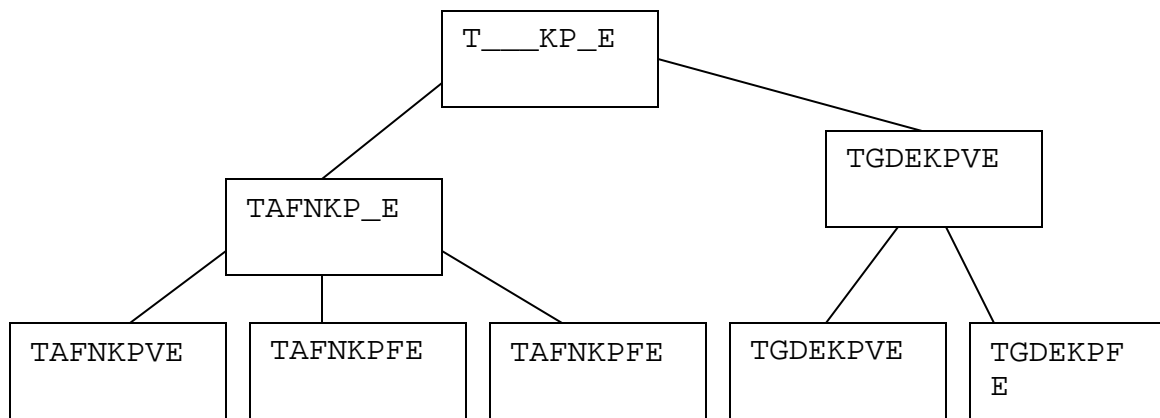 T___KP_E
TGDEKPVE
TAFNKP_E
TAFNKPVE
TAFNKPFE
TAFNKPFE
TGDEKPVE
TGDEKPF
E